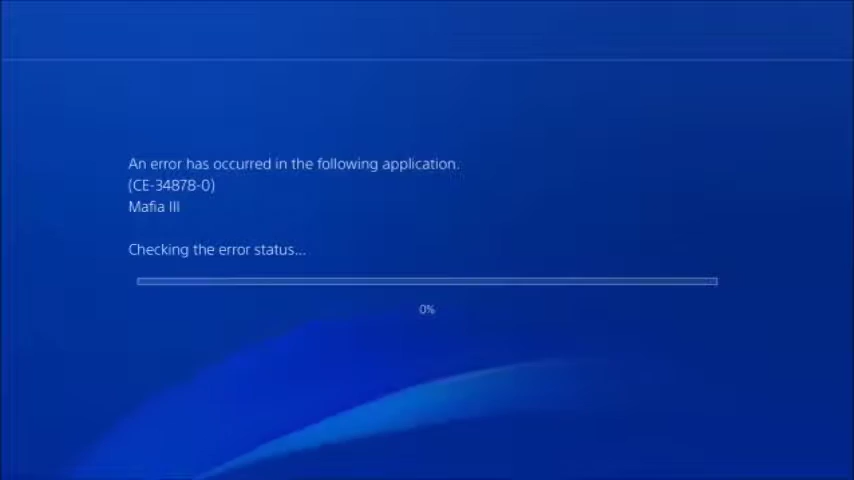 An error has occurred in the following application.
(CE-34878-0)
Mafia III
Checking the error status...
0%